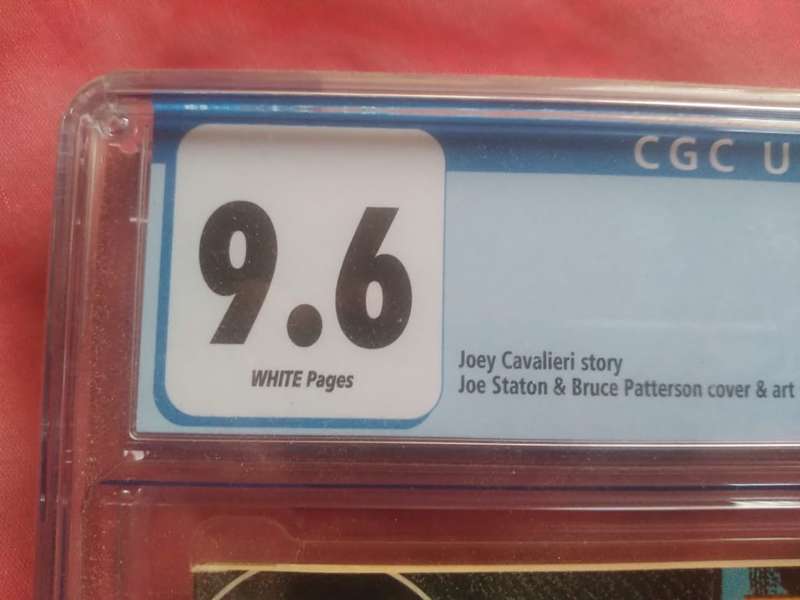 CGC U
9.6
WHITE Pages
Joey Cavalieri story
Joe Staton & Bruce Patterson cover & art